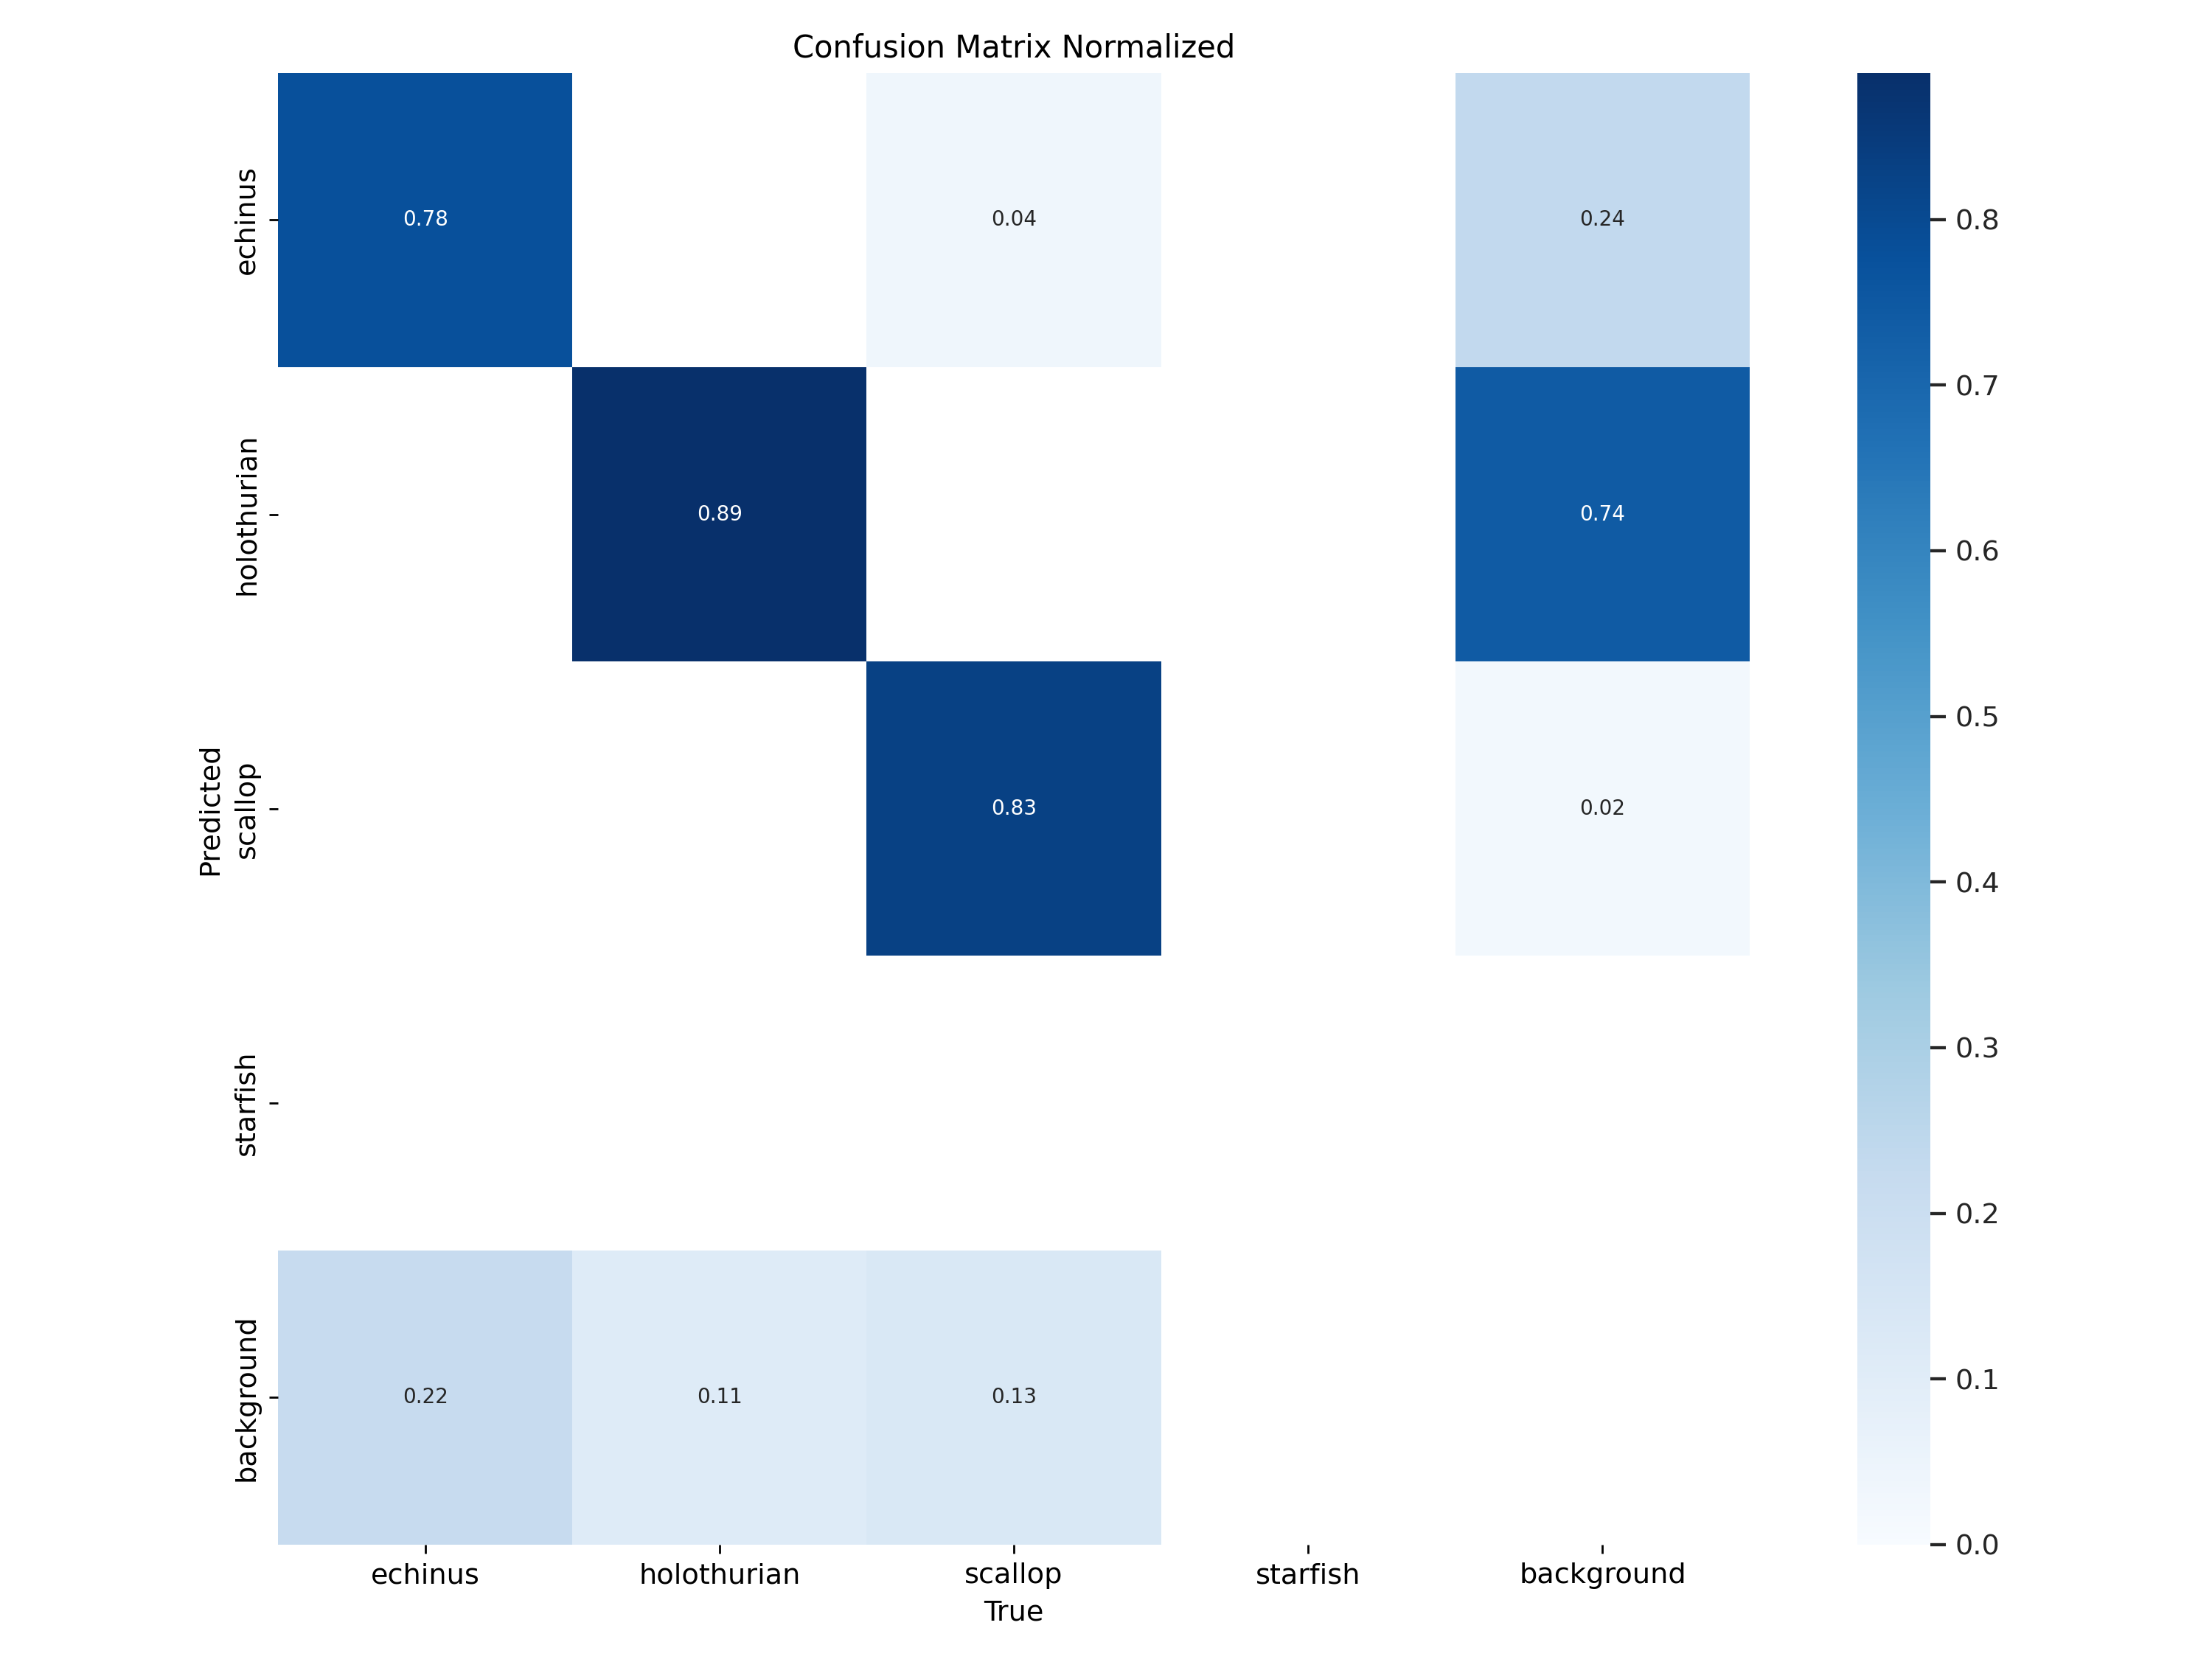 Confusion Matrix Normalized
echinus
0.78
0.04
0.24
0.8
0.7
holothurian
0.89
0.74
0.6
0.5
Predicted
scallop
0.83
0.02
0.4
0.3
starfish
0.2
background
0.22
0.11
0.13
0.1
0.0
echinus holothurian scallop starfish background
True